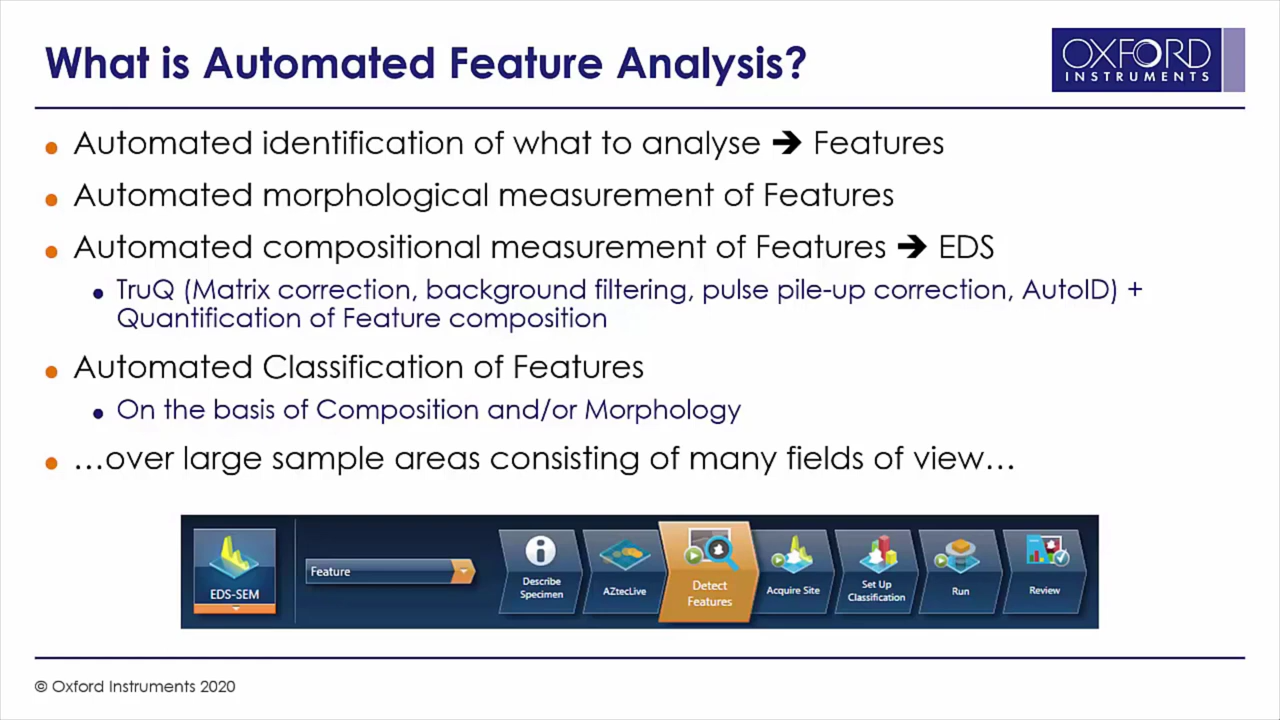 What is Automated Feature Analysis?
OXFORD
INSTRUMENTS
• Automated identification of what to analyse ➔ Features
• Automated morphological measurement of Features
• Automated compositional measurement of Features ➔ EDS
• TruQ (Matrix correction, background filtering, pulse pile-up correction, AutoID) +
Quantification of Feature composition
• Automated Classification of Features
• On the basis of Composition and/or Morphology
• …over large sample areas consisting of many fields of view…
EDS-SEM
Feature
Describe
Specimen
AZtecLive
Detect
Features
Acquire Site
Set Up
Classification
Run
Review
© Oxford Instruments 2020